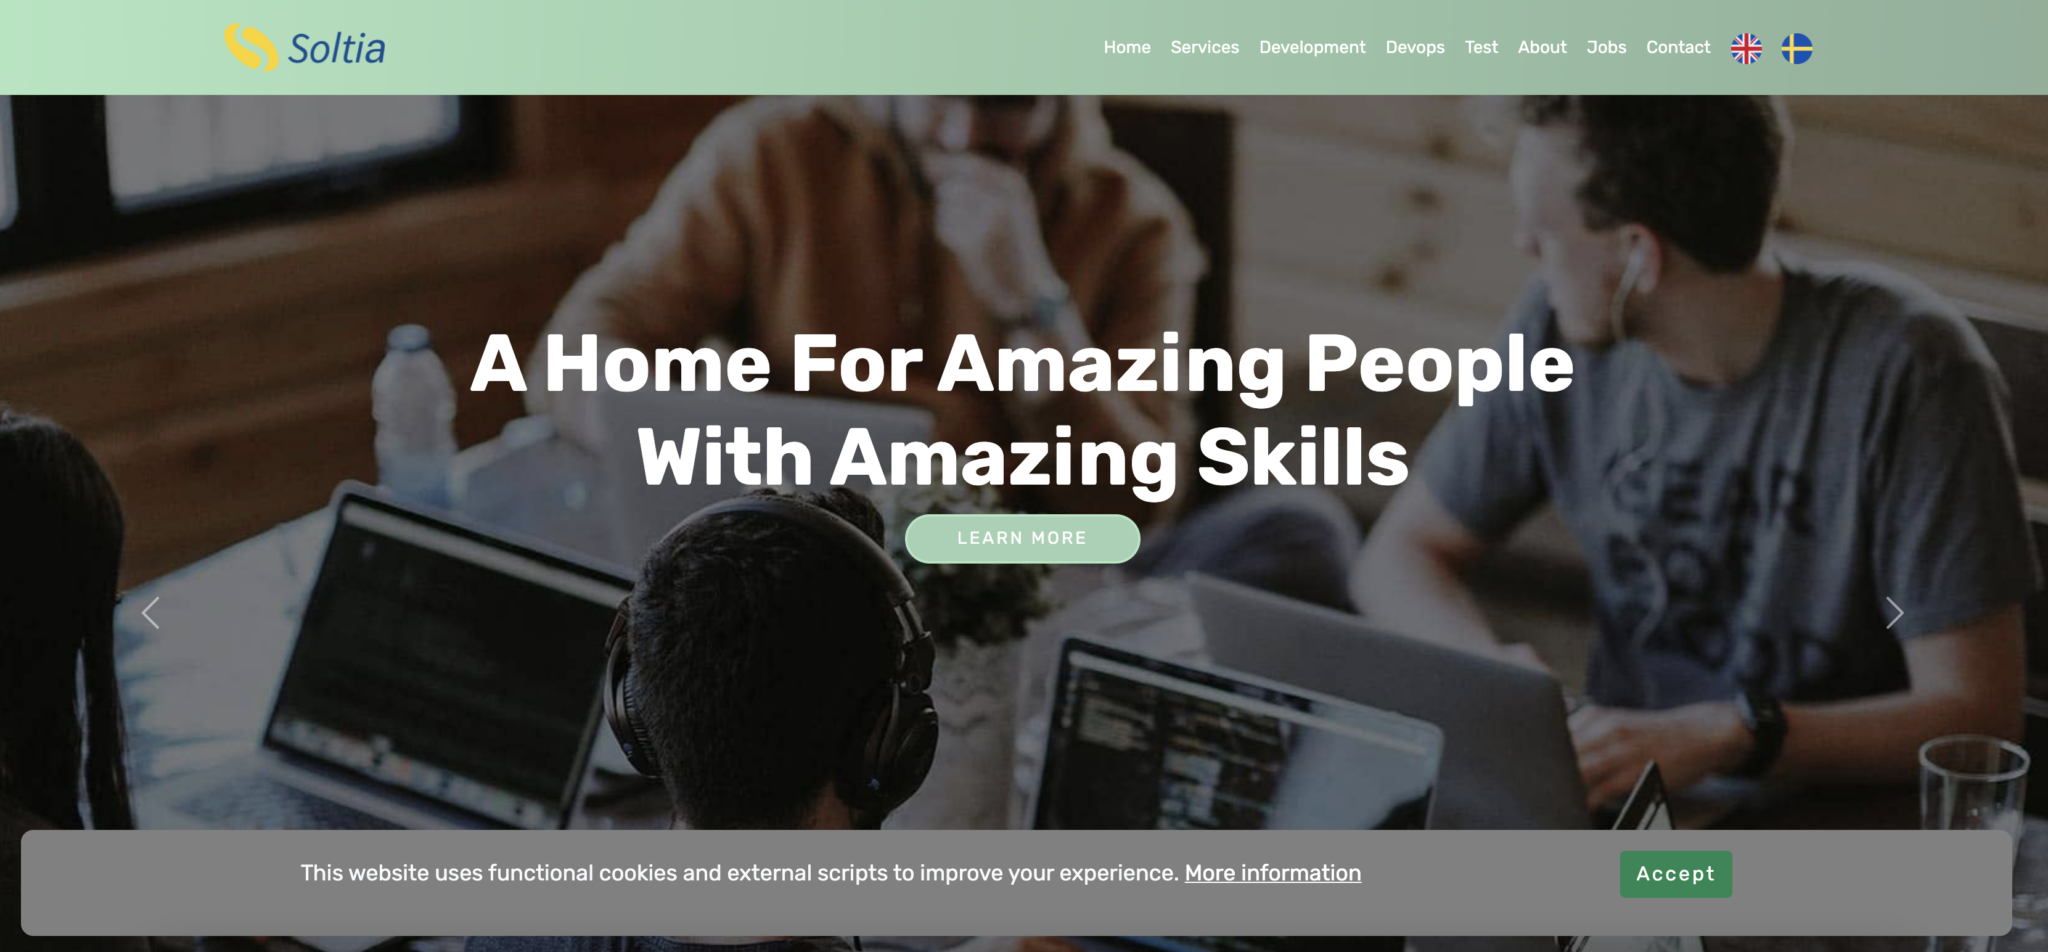 Soltia
Home Services Development Devops Test About Jobs Contact
A Home For Amazing People
With Amazing Skills
LEARN MORE
This website uses functional cookies and external scripts to improve your experience. More information
Accept